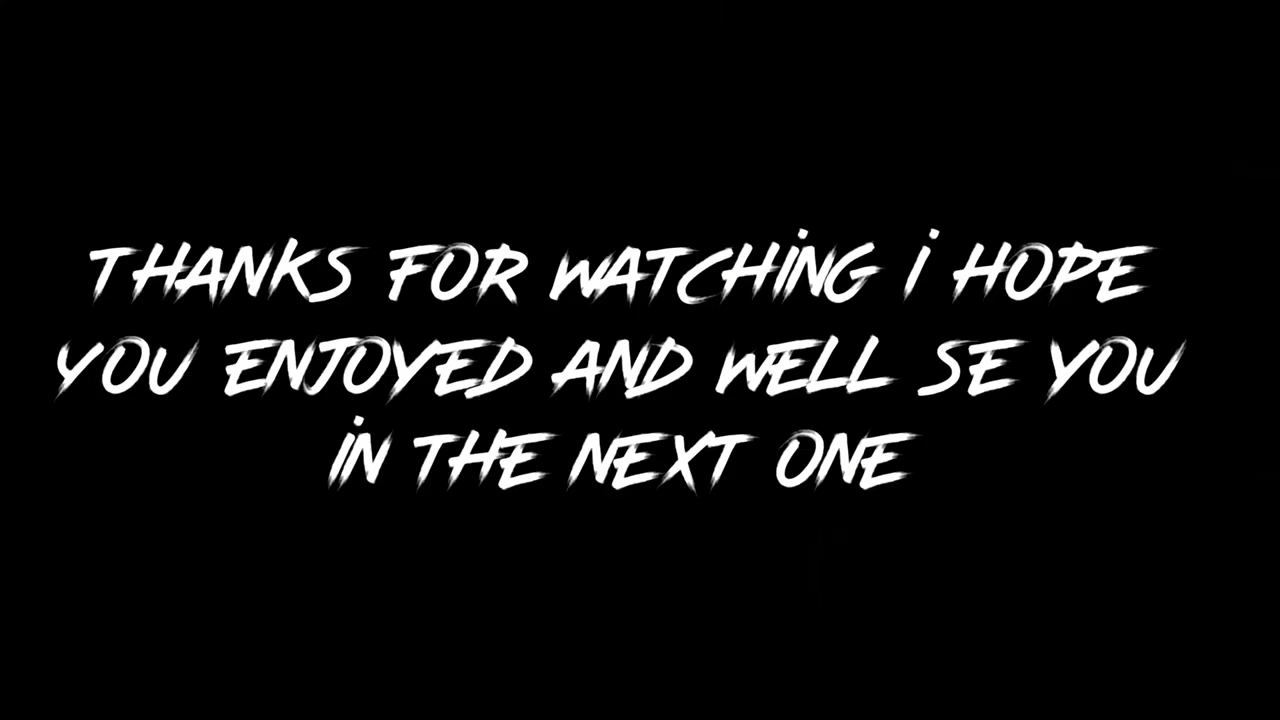 THANKS FOR WATCHING i HOPE
YOU ENJOYED AND WELL SE YOU
iN THE NEXT ONE